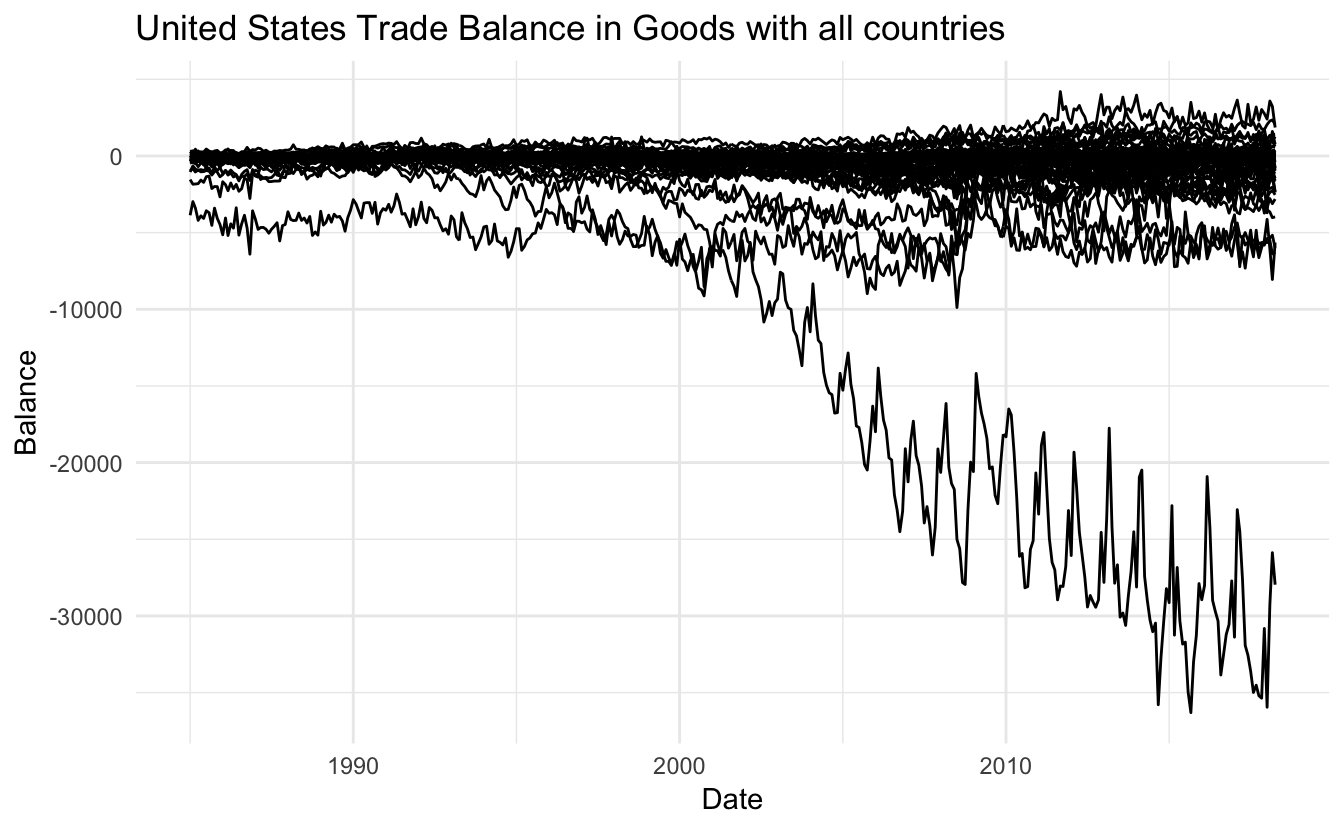 United States Trade Balance in Goods with all countries
Balance
0
-10000
-20000
-30000
1990 2000 2010
Date